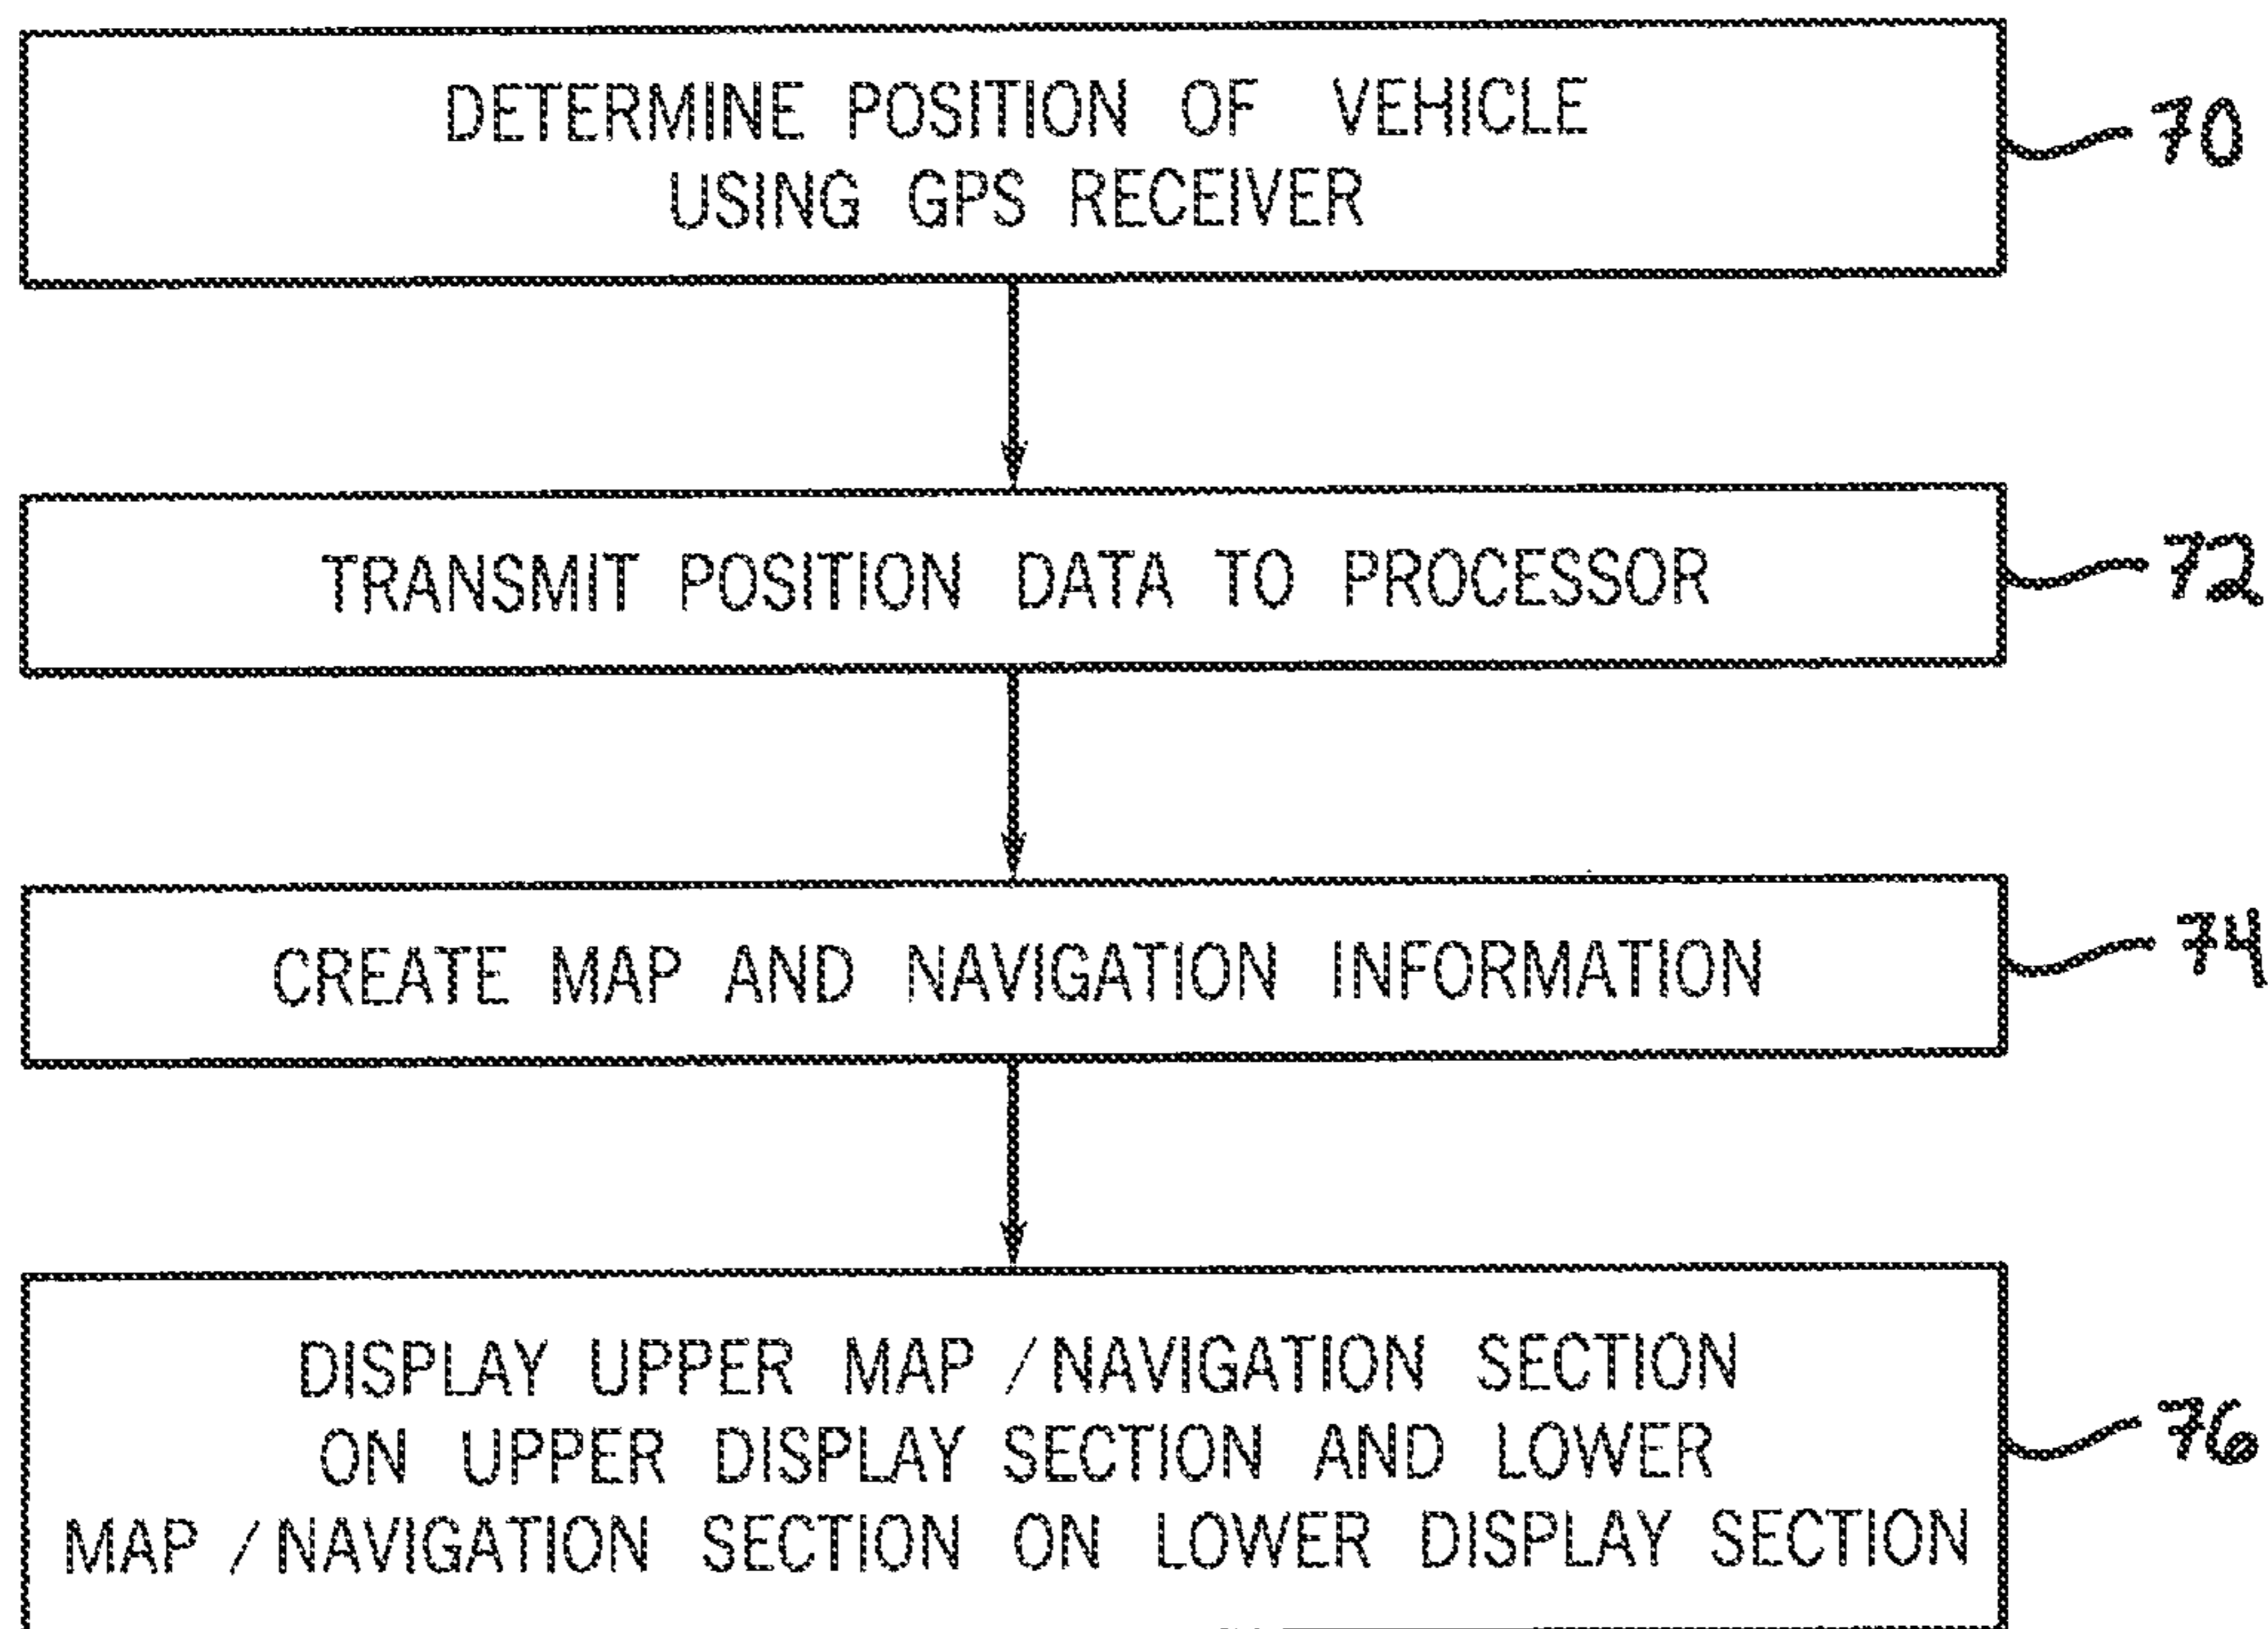 DETERMINE POSITION OF VEHICLE
USING GPS RECEIVER
70
TRANSMIT POSITION DATA TO PROCESSOR
72
CREATE MAP AND NAVIGATION INFORMATION
74
DISPLAY UPPER MAP / NAVIGATION SECTION
ON UPPER DISPLAY SECTION AND LOWER
MAP / NAVIGATION SECTION ON LOWER DISPLAY SECTION
76